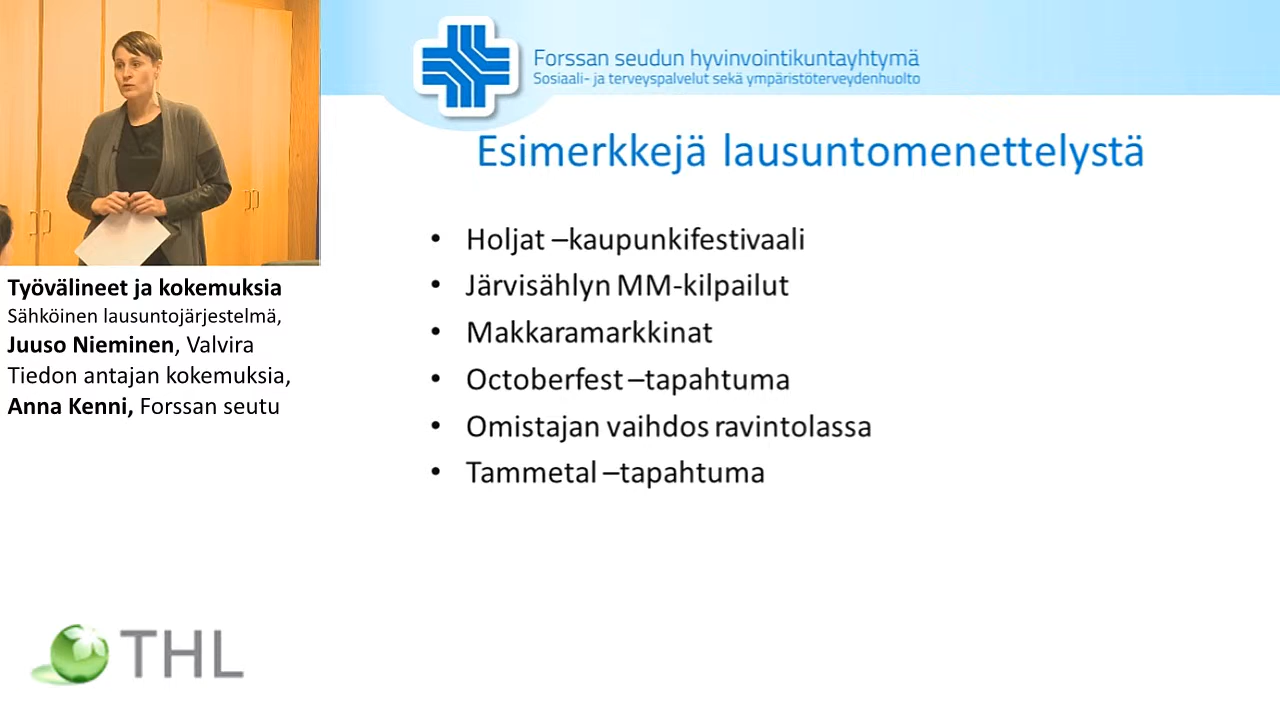 Forssan seudun hyvinvointikuntayhtymä
Sosiaali- ja terveyspalvelut sekä ympäristöterveydenhuolto
Esimerkkejä lausuntomenettelystä
• Holjat –kaupunkifestivaali
• Järvisählyn MM-kilpailut
• Makkaramarkkinat
• Octoberfest –tapahtuma
• Omistajan vaihdos ravintolassa
• Tammetal –tapahtuma
Työvälineet ja kokemuksia
Sähköinen lausuntojärjestelmä,
Juuso Nieminen, Valvira
Tiedon antajan kokemuksia,
Anna Kenni, Forssan seutu
THL